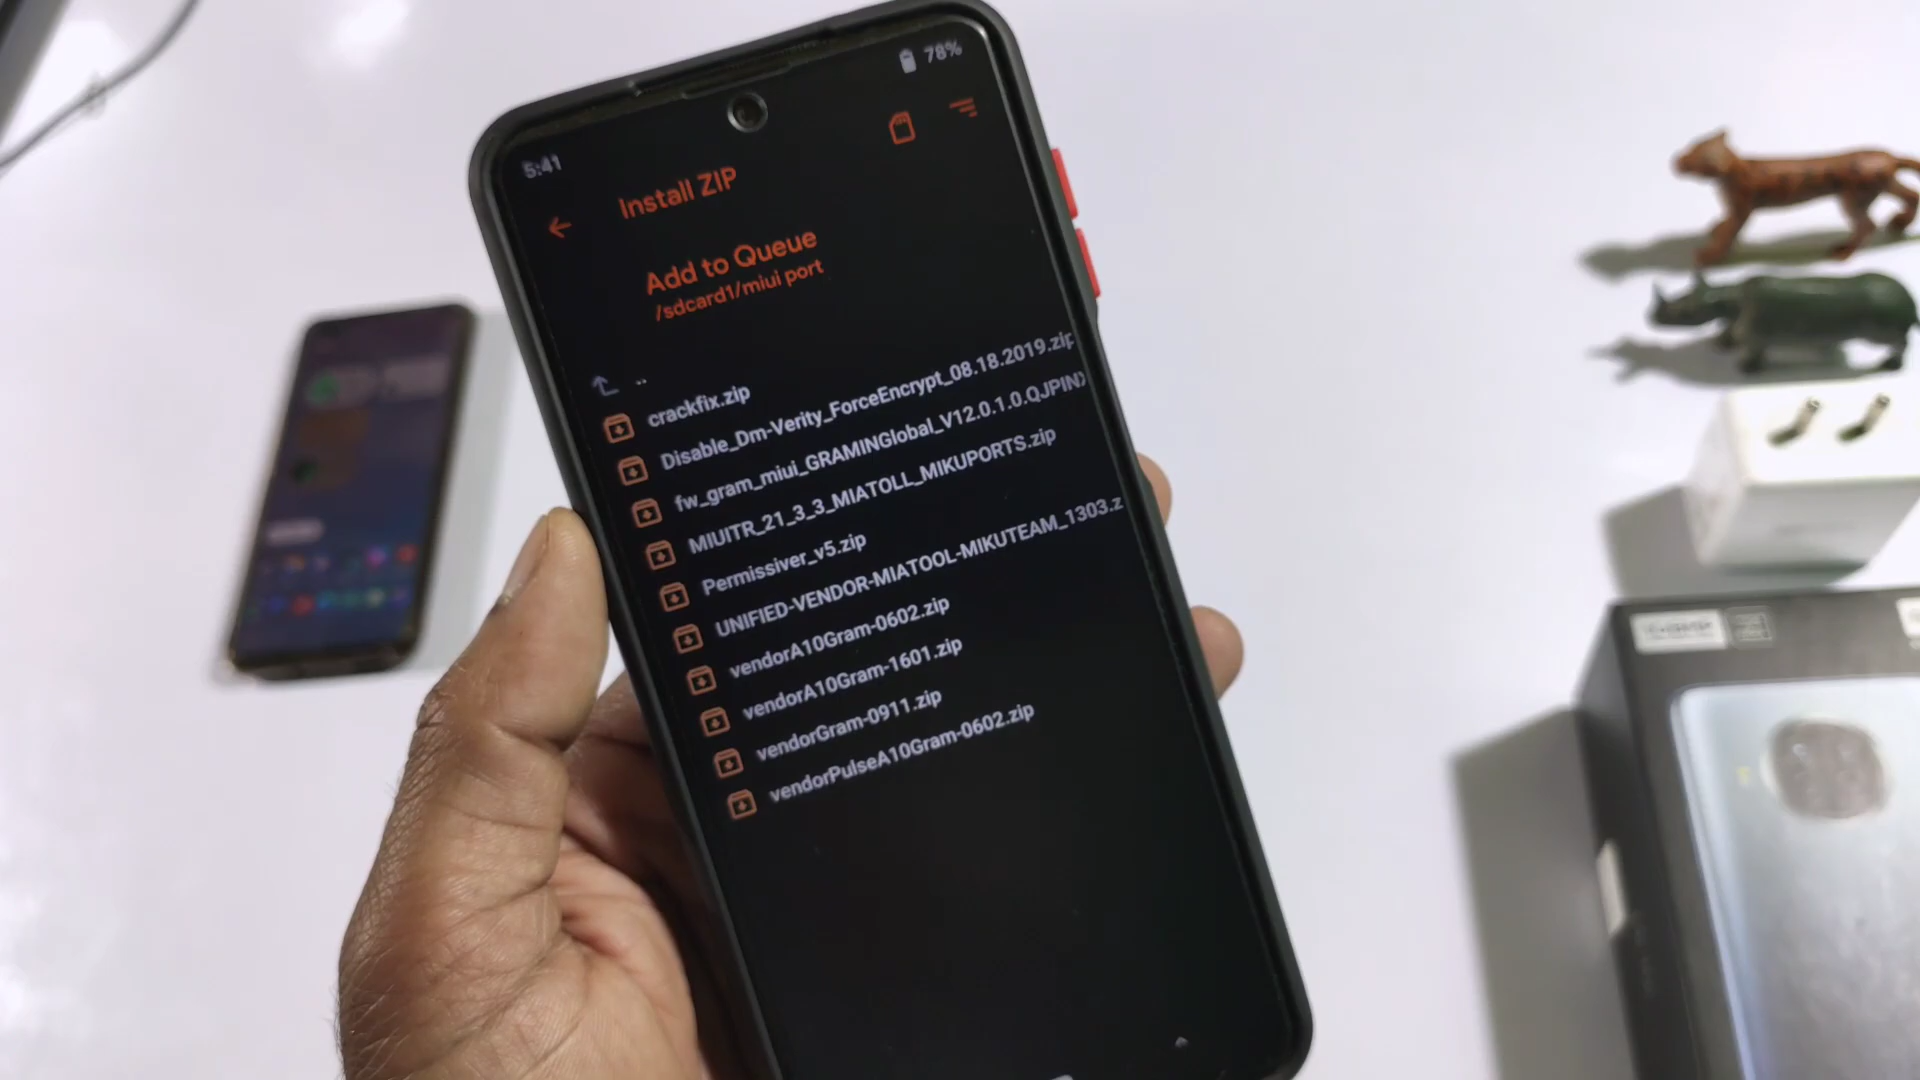 78%
5:41
Install ZIP
Add to Queue
/sdcard1/miui port
..
crackfix.zip
Disable_Dm-Verity_ForceEncrypt_08.18.2019.zip
fw_gram_miui_GRAMINGlobal_V12.0.1.0.QJPINX
MIUITR_21_3_3_MIATOLL_MIKUPORTS.zip
Permissiver_v5.zip
UNIFIED-VENDOR-MIATOOL-MIKUTEAM_1303.z
vendorA10Gram-0602.zip
vendorA10Gram-1601.zip
vendorGram-0911.zip
vendorPulseA10Gram-0602.zip